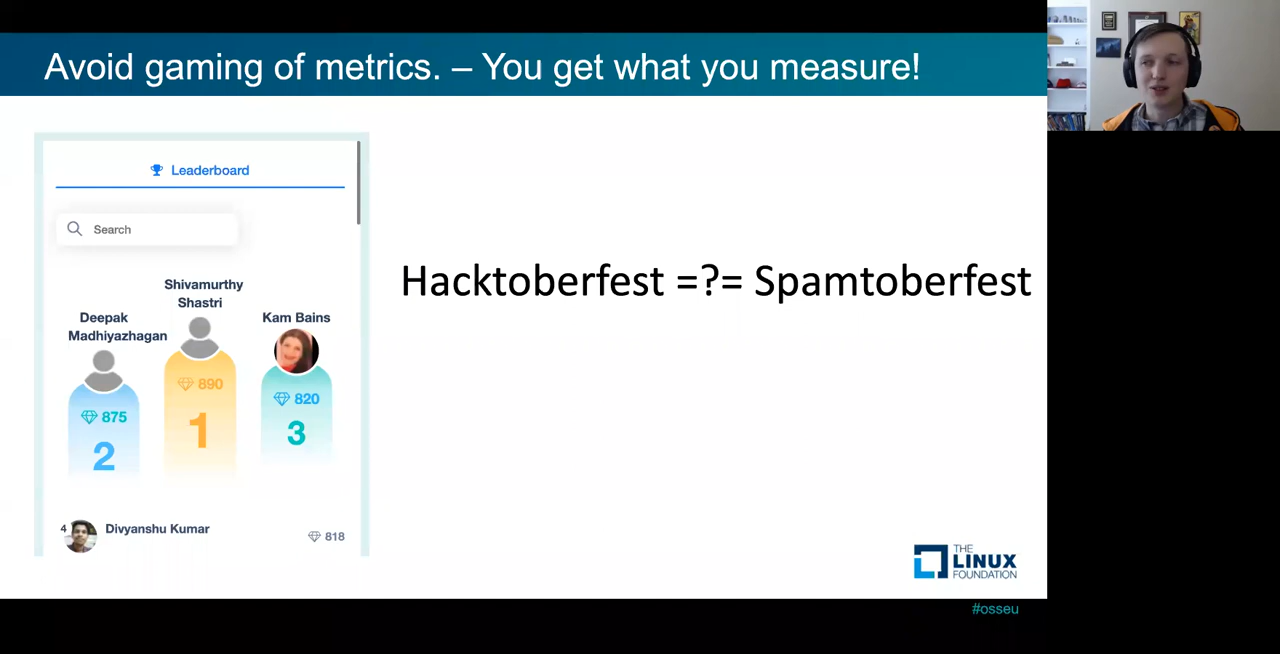 Avoid gaming of metrics. – You get what you measure!
Leaderboard
Search
Shivamurthy
Shastri
Deepak
Madhiyazhagan
Kam Bains
890
875
820
1
2
3
Hacktoberfest =?= Spamtoberfest
4
Divyanshu Kumar
818
THE
LINUX
FOUNDATION
#osseu